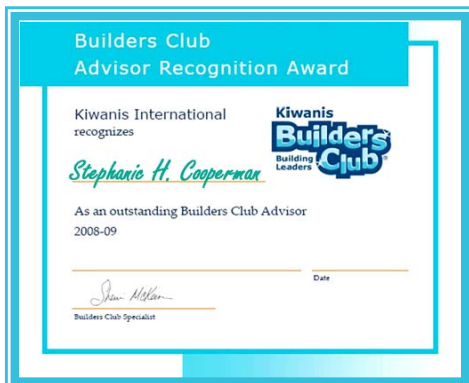 Builders Club
Advisor Recognition Award
Kiwanis International
recognizes
Kiwanis
Builders
Club
Building
Leaders
Stephanie H. Cooperman
As an outstanding Builders Club Advisor
2008-09
Date
Builders Club Specialist